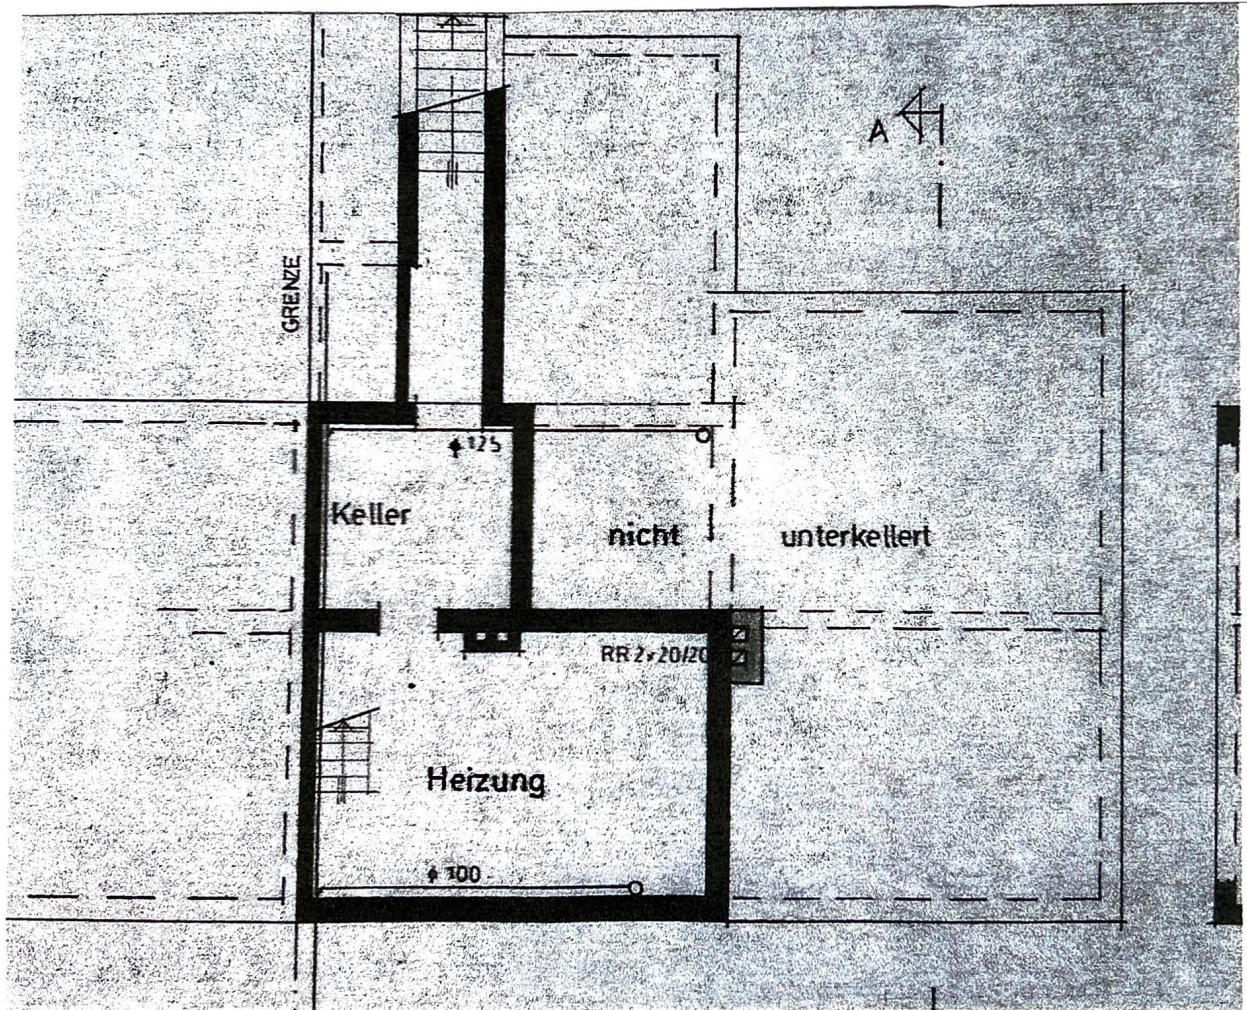 A
GRENZE
ϕ 125
Keller
nicht unterkellert
RR 2x20/20
Heizung
ϕ 100